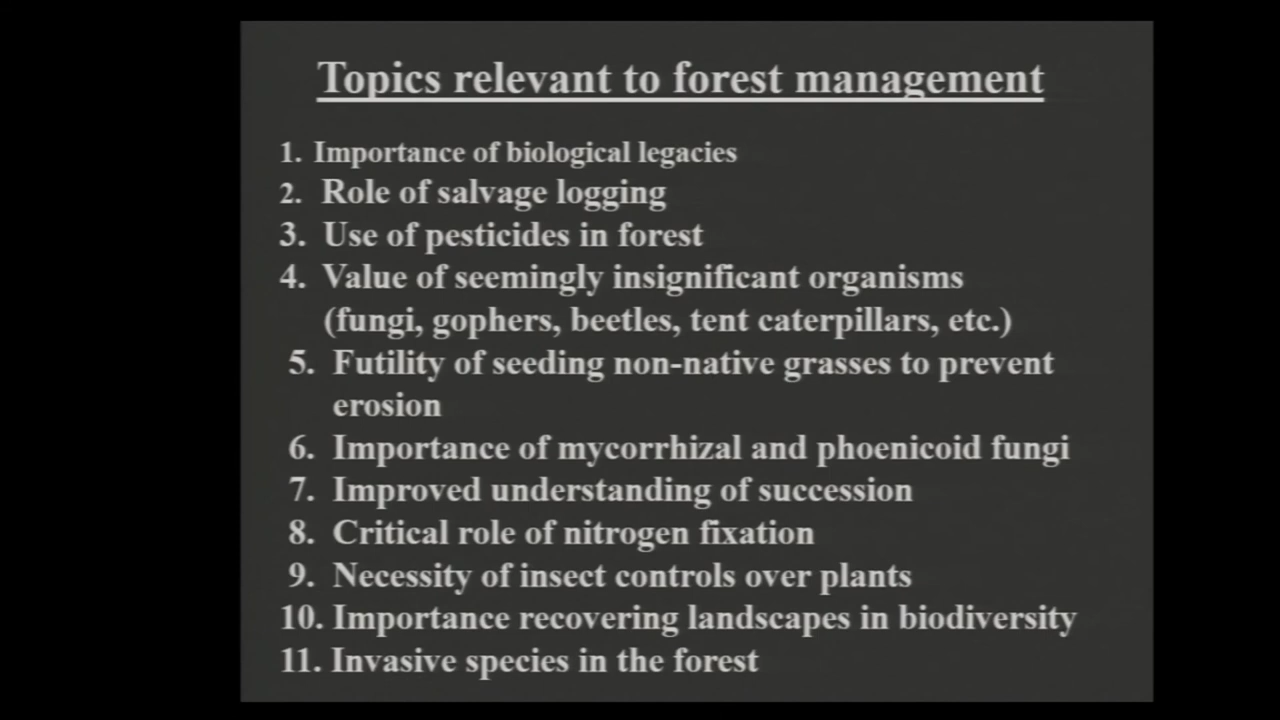 Topics relevant to forest management
1. Importance of biological legacies
2. Role of salvage logging
3. Use of pesticides in forest
4. Value of seemingly insignificant organisms
(fungi, gophers, beetles, tent caterpillars, etc.)
5. Futility of seeding non-native grasses to prevent
erosion
6. Importance of mycorrhizal and phoenicoid fungi
7. Improved understanding of succession
8. Critical role of nitrogen fixation
9. Necessity of insect controls over plants
10. Importance recovering landscapes in biodiversity
11. Invasive species in the forest